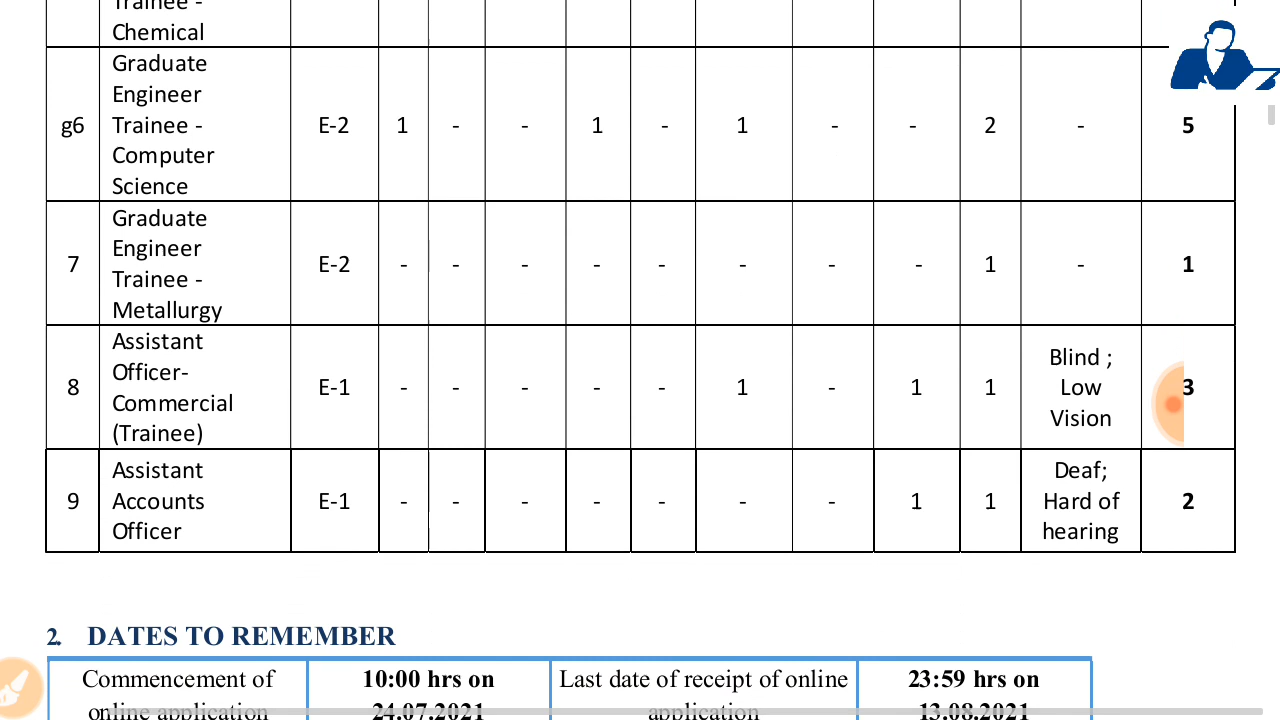 Trainee -
Chemical
g6 Graduate Engineer Trainee - Computer Science E-2 1 - - 1 - 1 - - 2 - 5
7 Graduate Engineer Trainee - Metallurgy E-2 - - - - - - - - 1 - 1
8 Assistant Officer- Commercial (Trainee) E-1 - - - - - 1 - 1 1 Blind ; Low Vision 3
9 Assistant Accounts Officer E-1 - - - - - - - 1 1 Deaf; Hard of hearing 2
2. DATES TO REMEMBER
Commencement of online application 10:00 hrs on 24.07.2021 Last date of receipt of online application 23:59 hrs on 13.08.2021